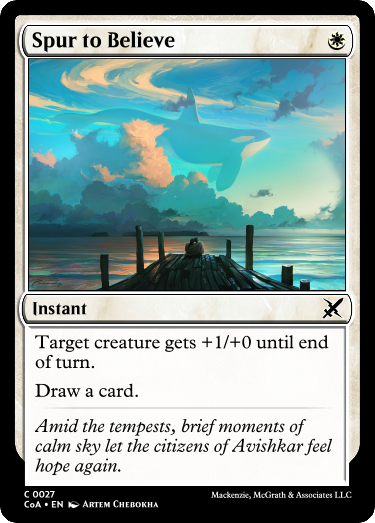 Spur to Believe
Instant
Target creature gets +1/+0 until end
of turn.
Draw a card.
Amid the tempests, brief moments of
calm sky let the citizens of Avishkar feel
hope again.
C 0027
CoA • EN Artem Chebokha
Mackenzie, McGrath & Associates LLC